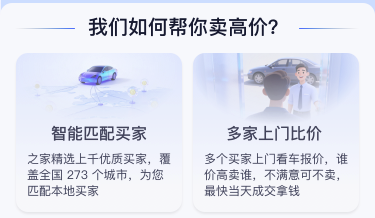 我们如何帮你卖高价?
智能匹配买家
之家精选上千优质买家，覆
盖全国 273 个城市，为您
匹配本地买家
多家上门比价
多个买家上门看车报价，谁
价高卖谁，不满意可不卖，
最快当天成交拿钱